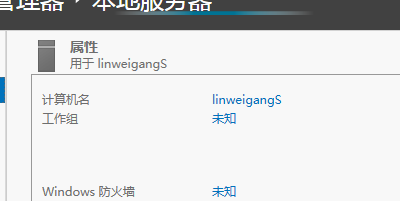 管理器 · 本地服务器
属性
用于 linweigangS
计算机名 linweigangS
工作组 未知
Windows 防火墙 未知